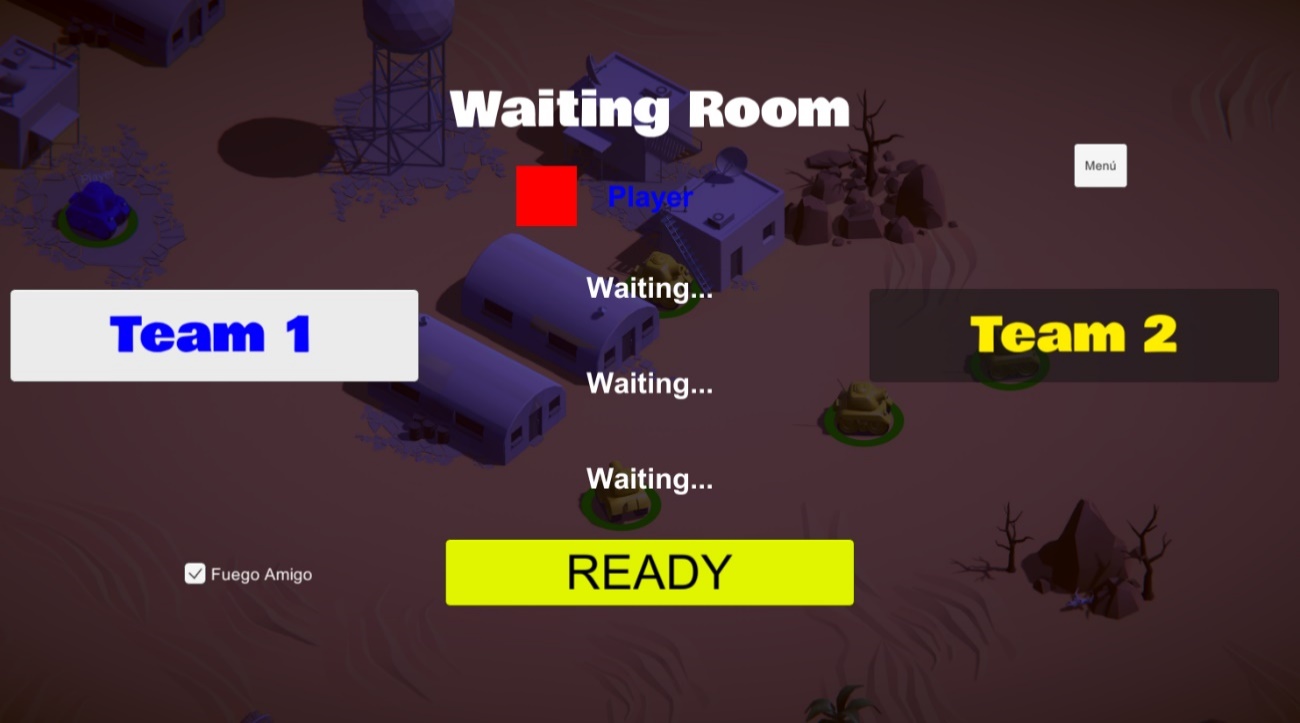 Waiting Room
Menú
Player
Waiting...
Team 1
Team 2
Waiting...
Waiting...
Fuego Amigo
READY